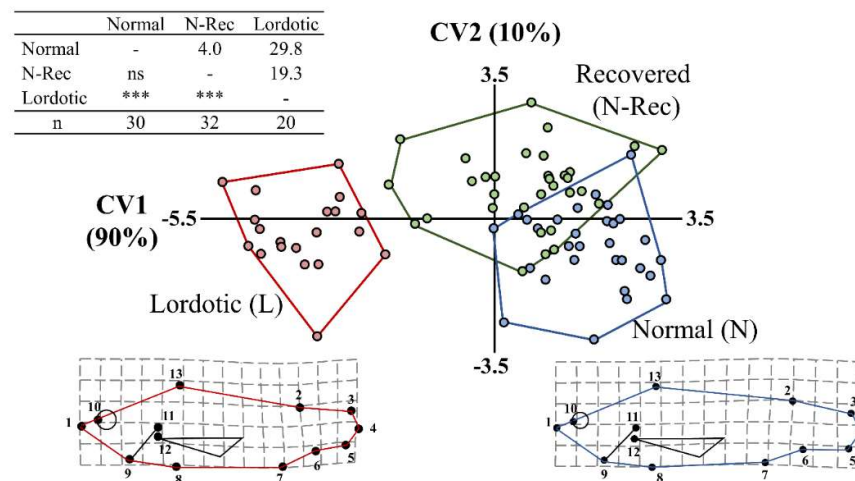 Normal N-Rec Lordotic
Normal - 4.0 29.8
N-Rec ns - 19.3
Lordotic *** *** -
n 30 32 20
CV2 (10%)
3.5
Recovered
(N-Rec)
CV1
(90%)
-5.5
3.5
Lordotic (L)
Normal (N)
-3.5
13
10
1
2
3
11
4
12
9
8
7
6
5
13
10
1
2
3
11
12
9
8
7
6
5